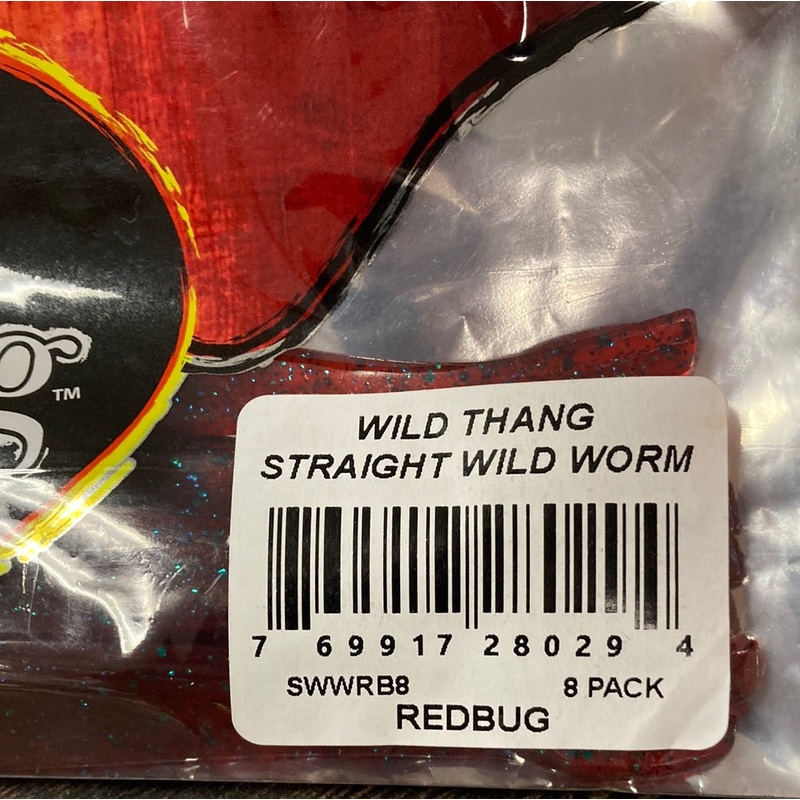 TM
WILD THANG
STRAIGHT WILD WORM
7 69917 28029 4
SWWRB8 8 PACK
REDBUG